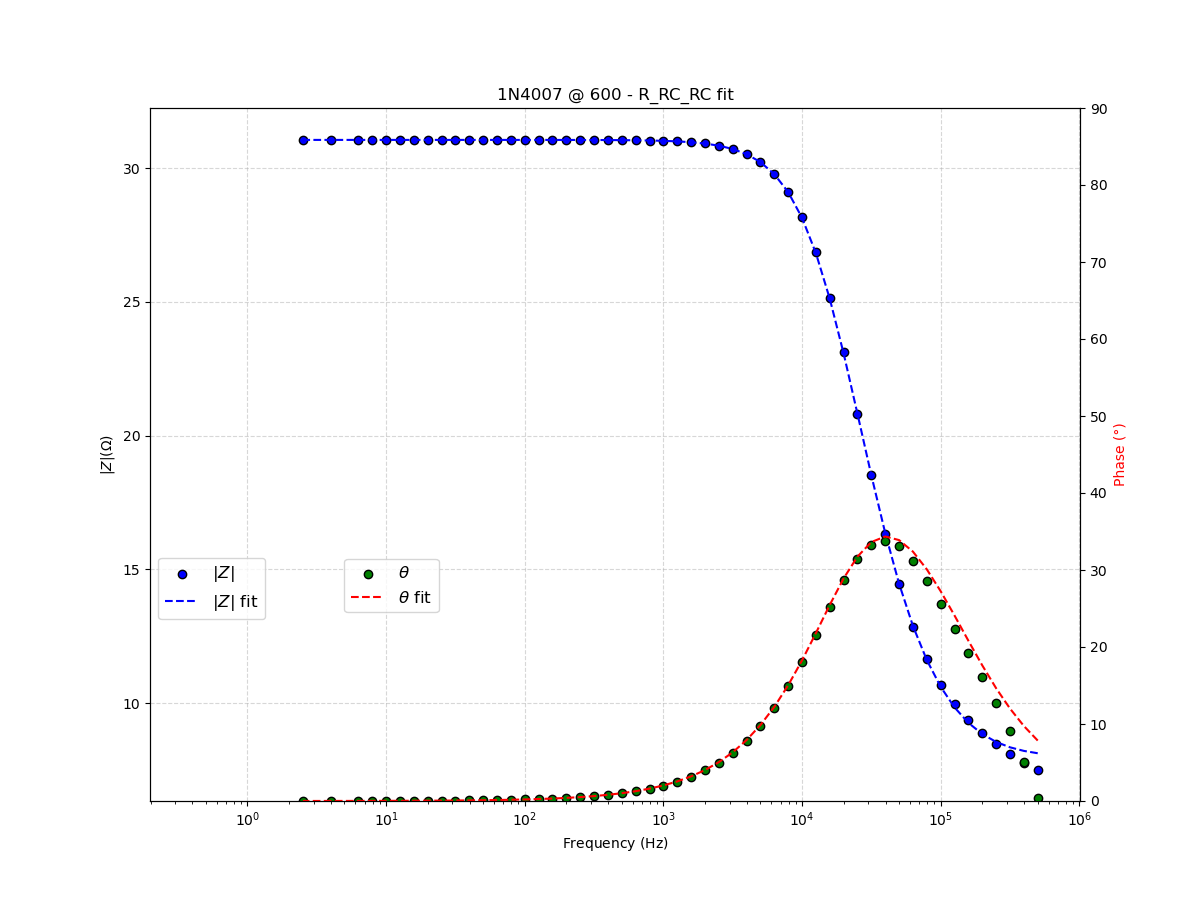 1N4007 @ 600 - R_RC_RC fit
|Z|(Ω)
30
25
20
15
10
90
80
70
60
50
40
30
20
10
0
Phase (°)
|Z|
|Z| fit
θ
θ fit
10⁰
10¹
10²
10³
10⁴
10⁵
10⁶
Frequency (Hz)